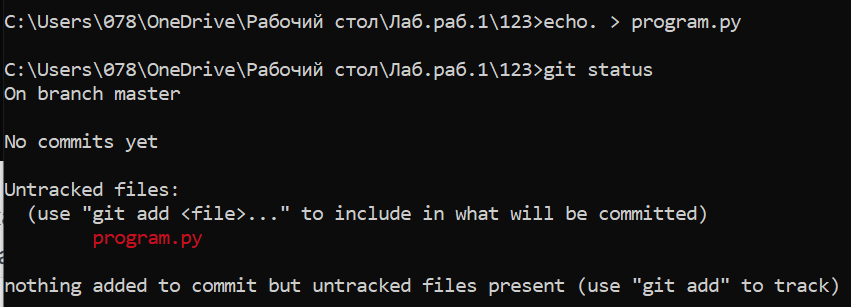 C:\Users\078\OneDrive\Рабочий стол\Лаб.раб.1\123>echo. > program.py
C:\Users\078\OneDrive\Рабочий стол\Лаб.раб.1\123>git status
On branch master
No commits yet
Untracked files:
(use "git add <file>..." to include in what will be committed)
program.py
nothing added to commit but untracked files present (use "git add" to track)